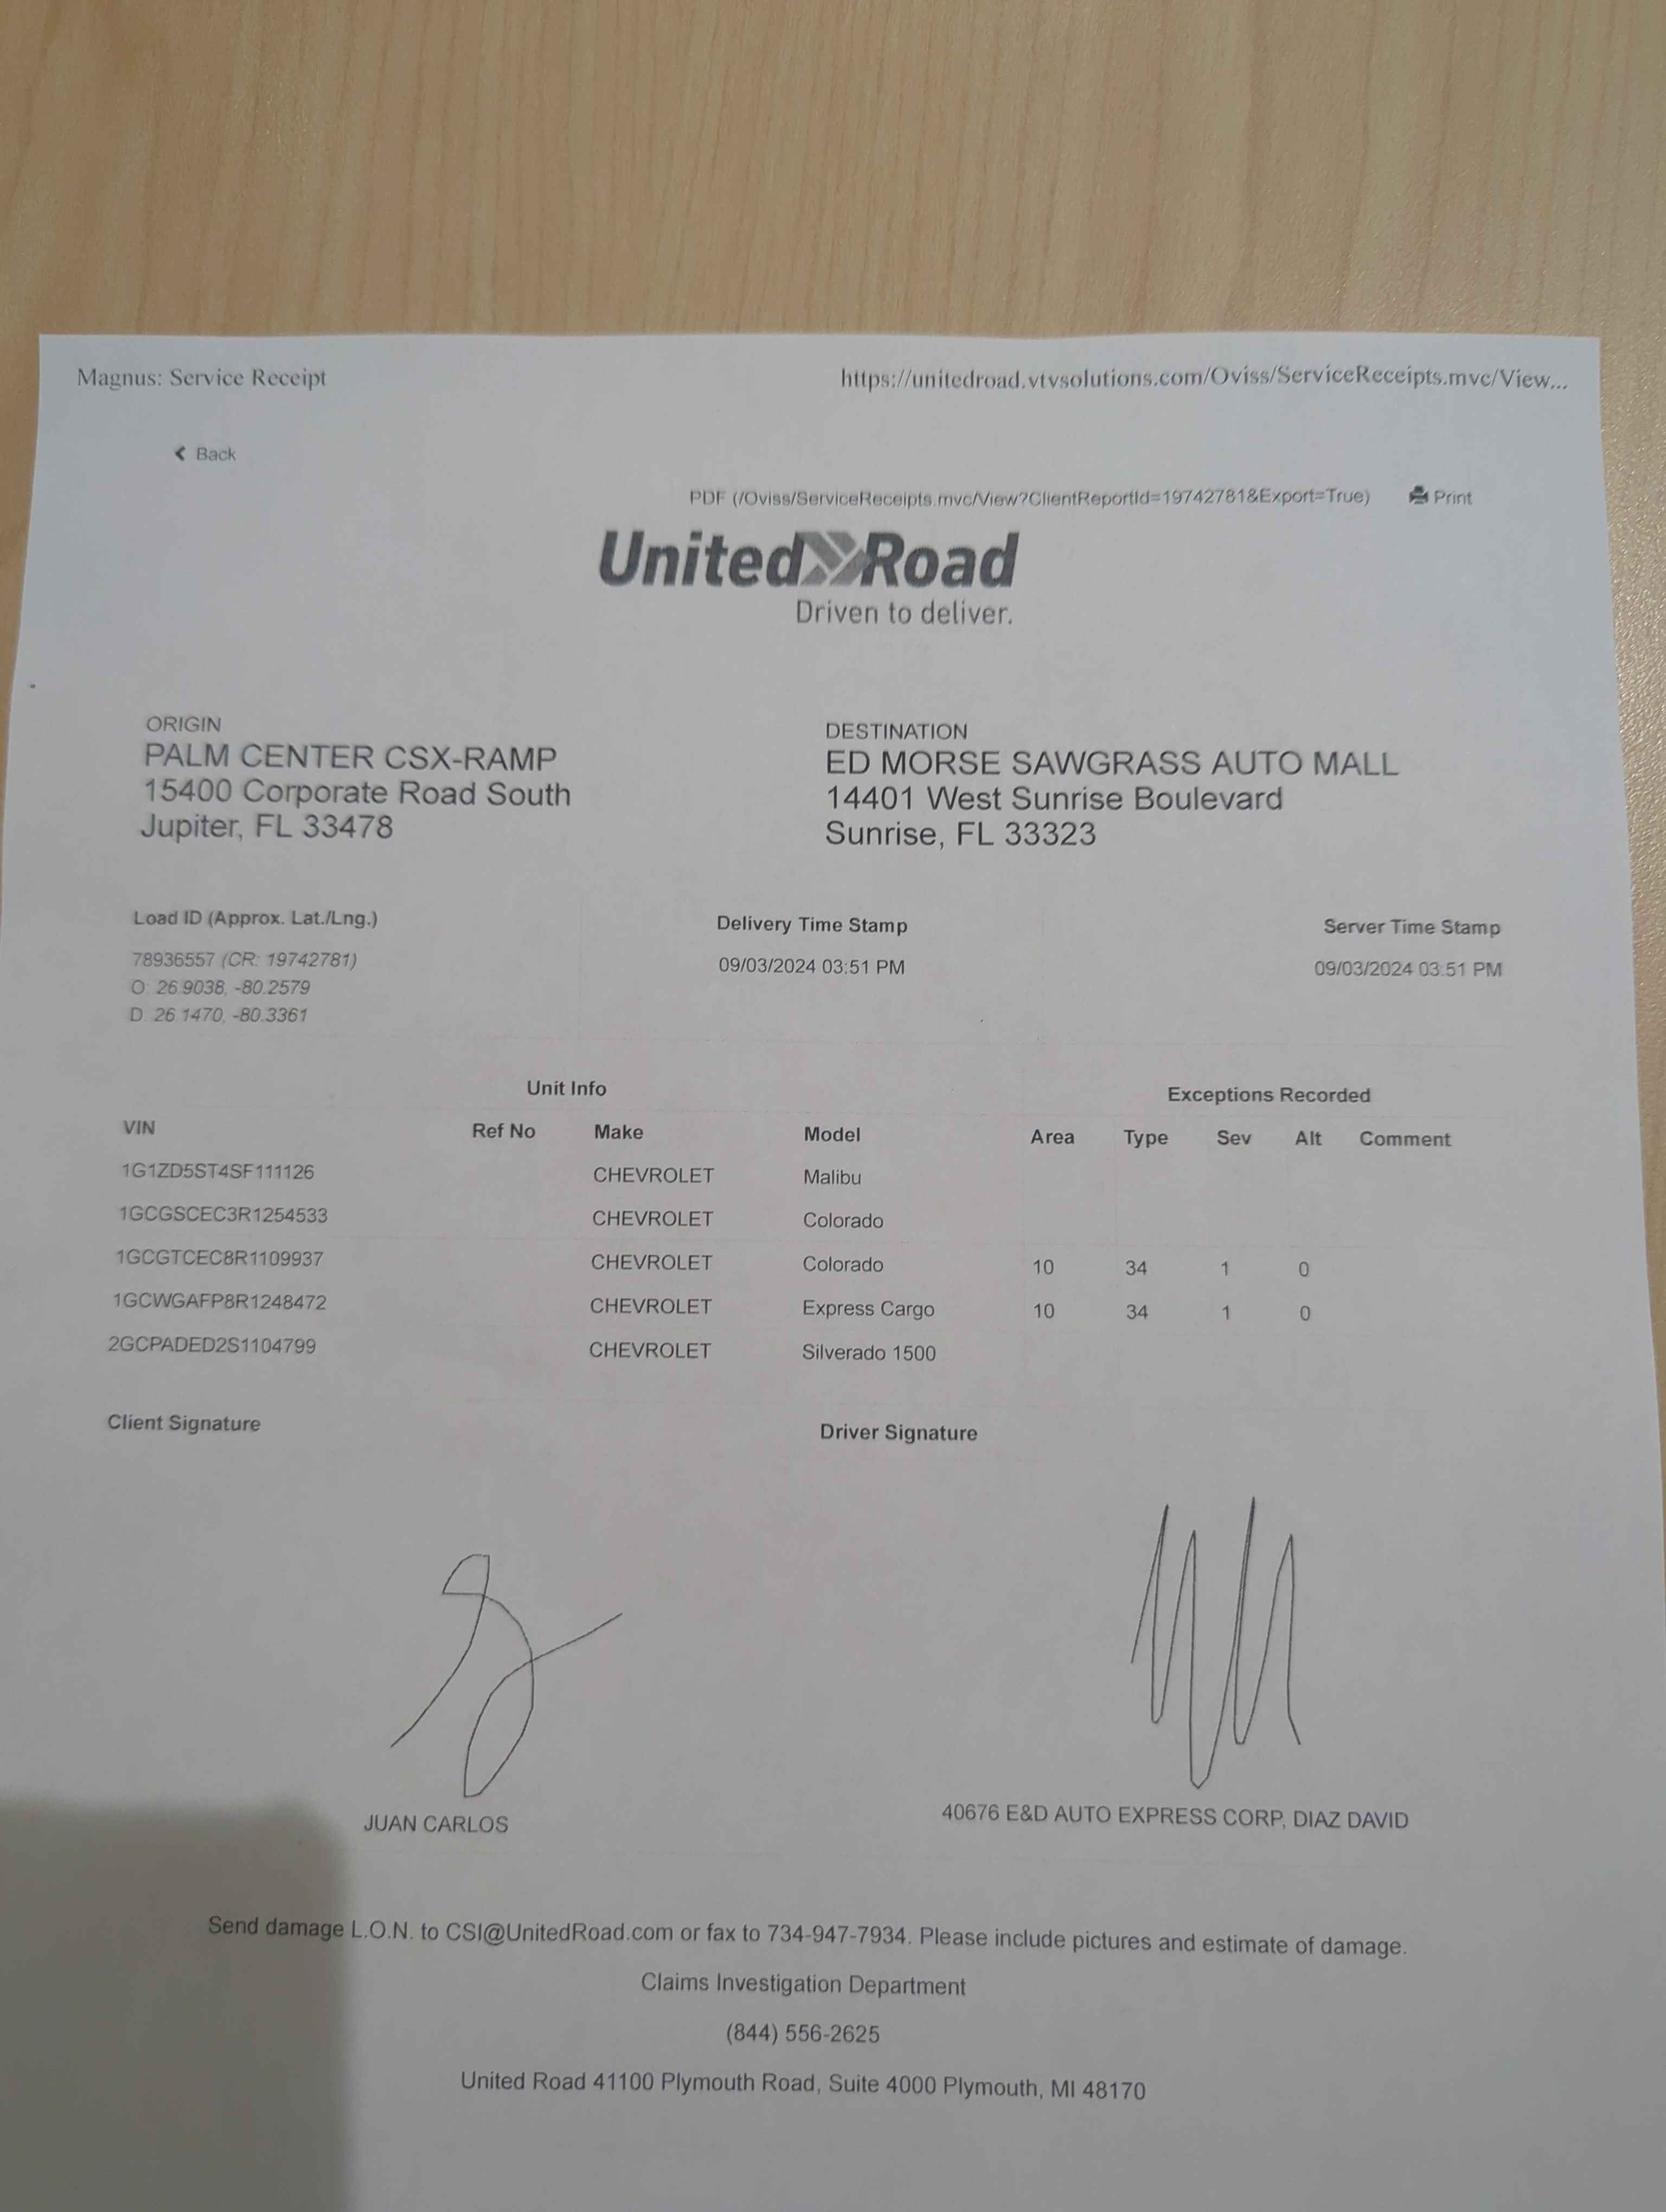 Magnus: Service Receipt https://unitedroad.vtvsolutions.com/Oviss/ServiceReceipts.mvc/View...
Back
PDF (/Oviss/ServiceReceipts.mvc/View?ClientReportId=19742781&Export=True) Print
United Road
Driven to deliver.
ORIGIN
PALM CENTER CSX-RAMP
15400 Corporate Road South
Jupiter, FL 33478
DESTINATION
ED MORSE SAWGRASS AUTO MALL
14401 West Sunrise Boulevard
Sunrise, FL 33323
Load ID (Approx. Lat./Lng.) Delivery Time Stamp Server Time Stamp
78936557 (CR: 19742781) 09/03/2024 03:51 PM 09/03/2024 03:51 PM
O: 26.9038, -80.2579
D: 26.1470, -80.3361
Unit Info Exceptions Recorded
VIN Ref No Make Model Area Type Sev Alt Comment
1G1ZD5ST4SF111126 CHEVROLET Malibu
1GCGSCEC3R1254533 CHEVROLET Colorado
1GCGTCEC8R1109937 CHEVROLET Colorado 10 34 1 0
1GCWGAFP8R1248472 CHEVROLET Express Cargo 10 34 1 0
2GCPADED2S1104799 CHEVROLET Silverado 1500
Client Signature Driver Signature
JUAN CARLOS 40676 E&D AUTO EXPRESS CORP, DIAZ DAVID
Send damage L.O.N. to CSI@UnitedRoad.com or fax to 734-947-7934. Please include pictures and estimate of damage.
Claims Investigation Department
(844) 556-2625
United Road 41100 Plymouth Road, Suite 4000 Plymouth, MI 48170